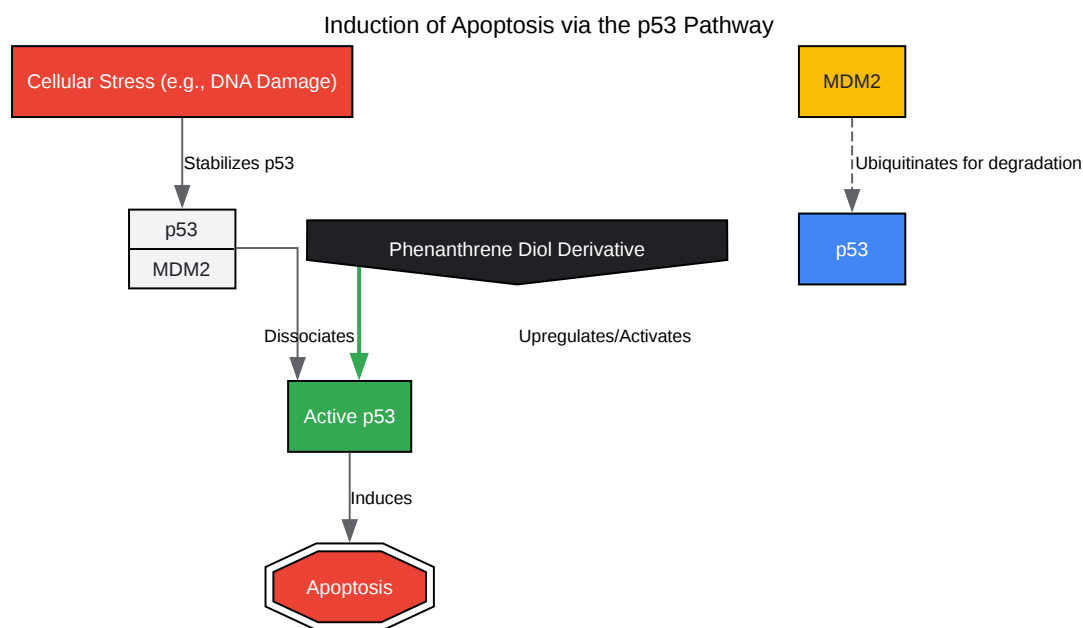 Induction of Apoptosis via the p53 Pathway
Cellular Stress (e.g., DNA Damage)
MDM2
Stabilizes p53
Ubiquitinates for degradation
p53
MDM2
Phenanthrene Diol Derivative
p53
Dissociates
Upregulates/Activates
Active p53
Induces
Apoptosis